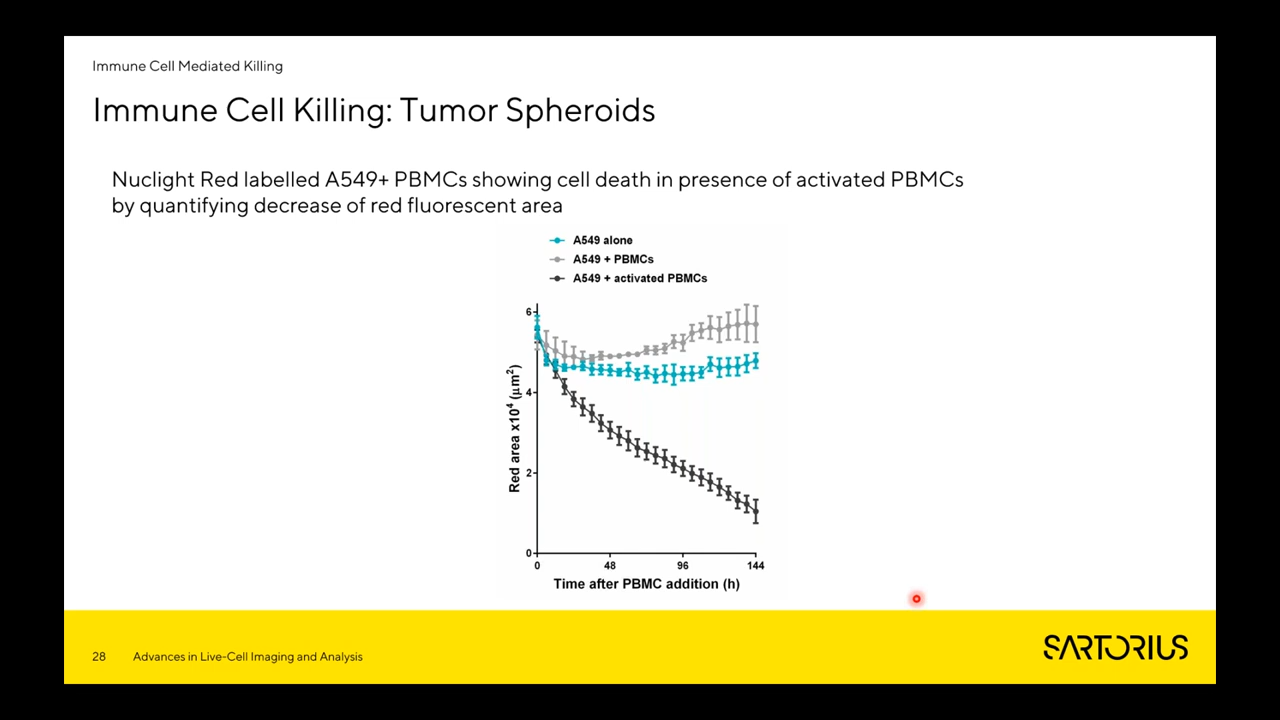 Immune Cell Mediated Killing
Immune Cell Killing: Tumor Spheroids
Nuclight Red labelled A549+ PBMCs showing cell death in presence of activated PBMCs
by quantifying decrease of red fluorescent area
A549 alone
A549 + PBMCs
A549 + activated PBMCs
Red area x10⁴ (µm²)
6
4
2
0
0 48 96 144
Time after PBMC addition (h)
28 Advances in Live-Cell Imaging and Analysis
SARTORIUS